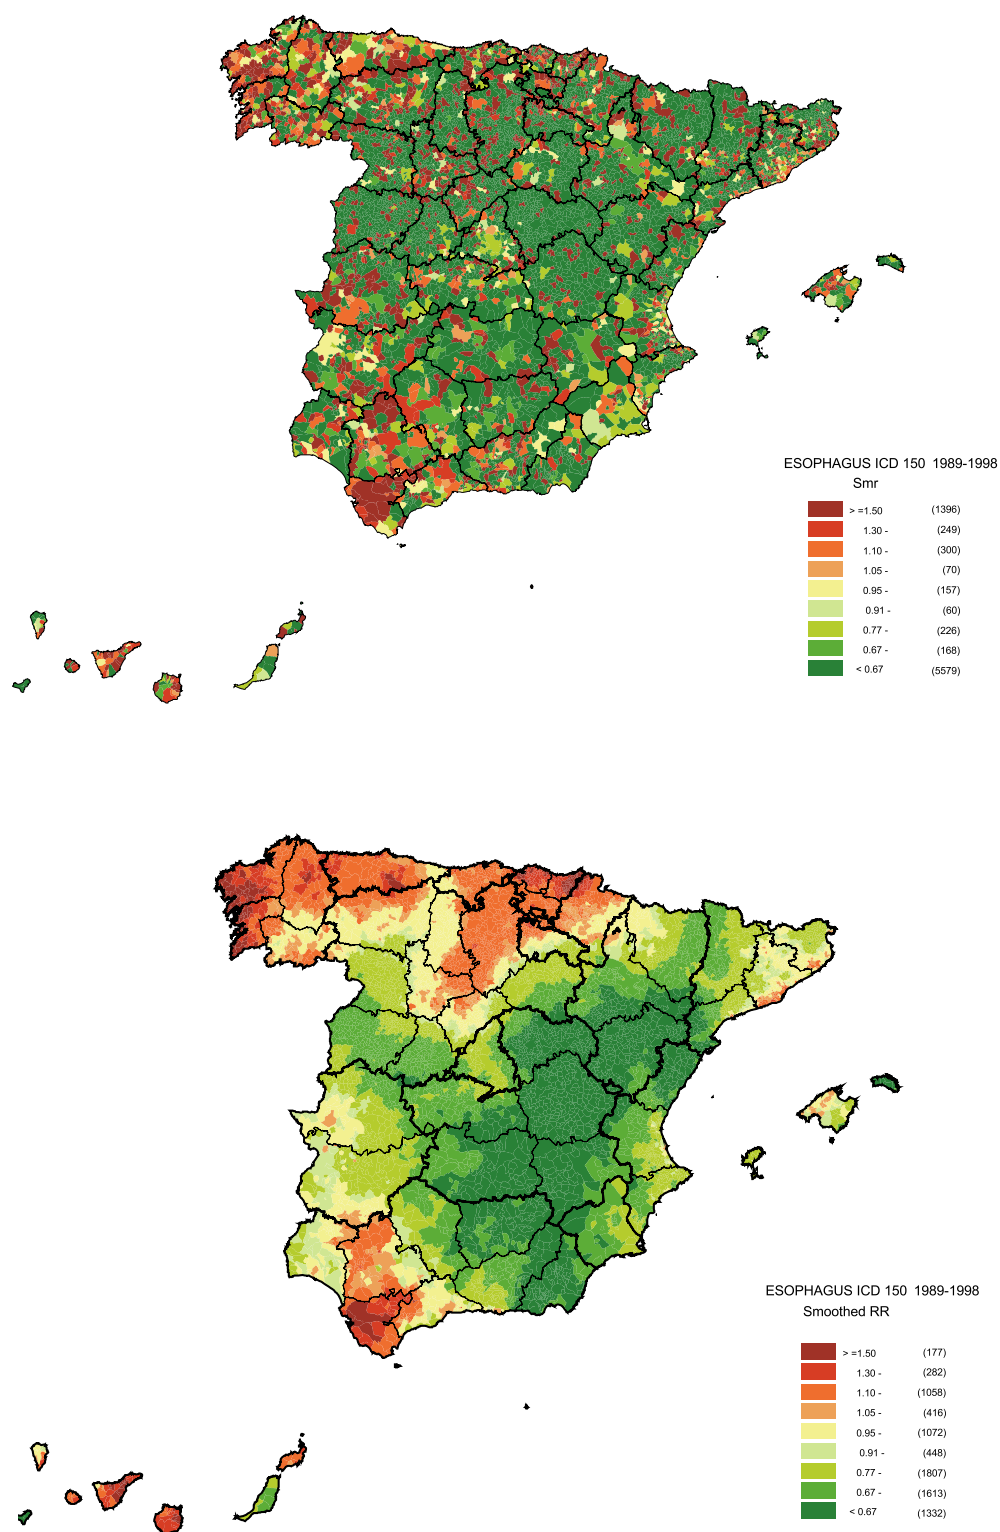 ESOPHAGUS ICD 150 1989-1998
Smr
> =1.50 (1396)
1.30 - (249)
1.10 - (300)
1.05 - (70)
0.95 - (157)
0.91 - (60)
0.77 - (226)
0.67 - (168)
< 0.67 (5579)
ESOPHAGUS ICD 150 1989-1998
Smoothed RR
> =1.50 (177)
1.30 - (282)
1.10 - (1058)
1.05 - (416)
0.95 - (1072)
0.91 - (448)
0.77 - (1807)
0.67 - (1613)
< 0.67 (1332)